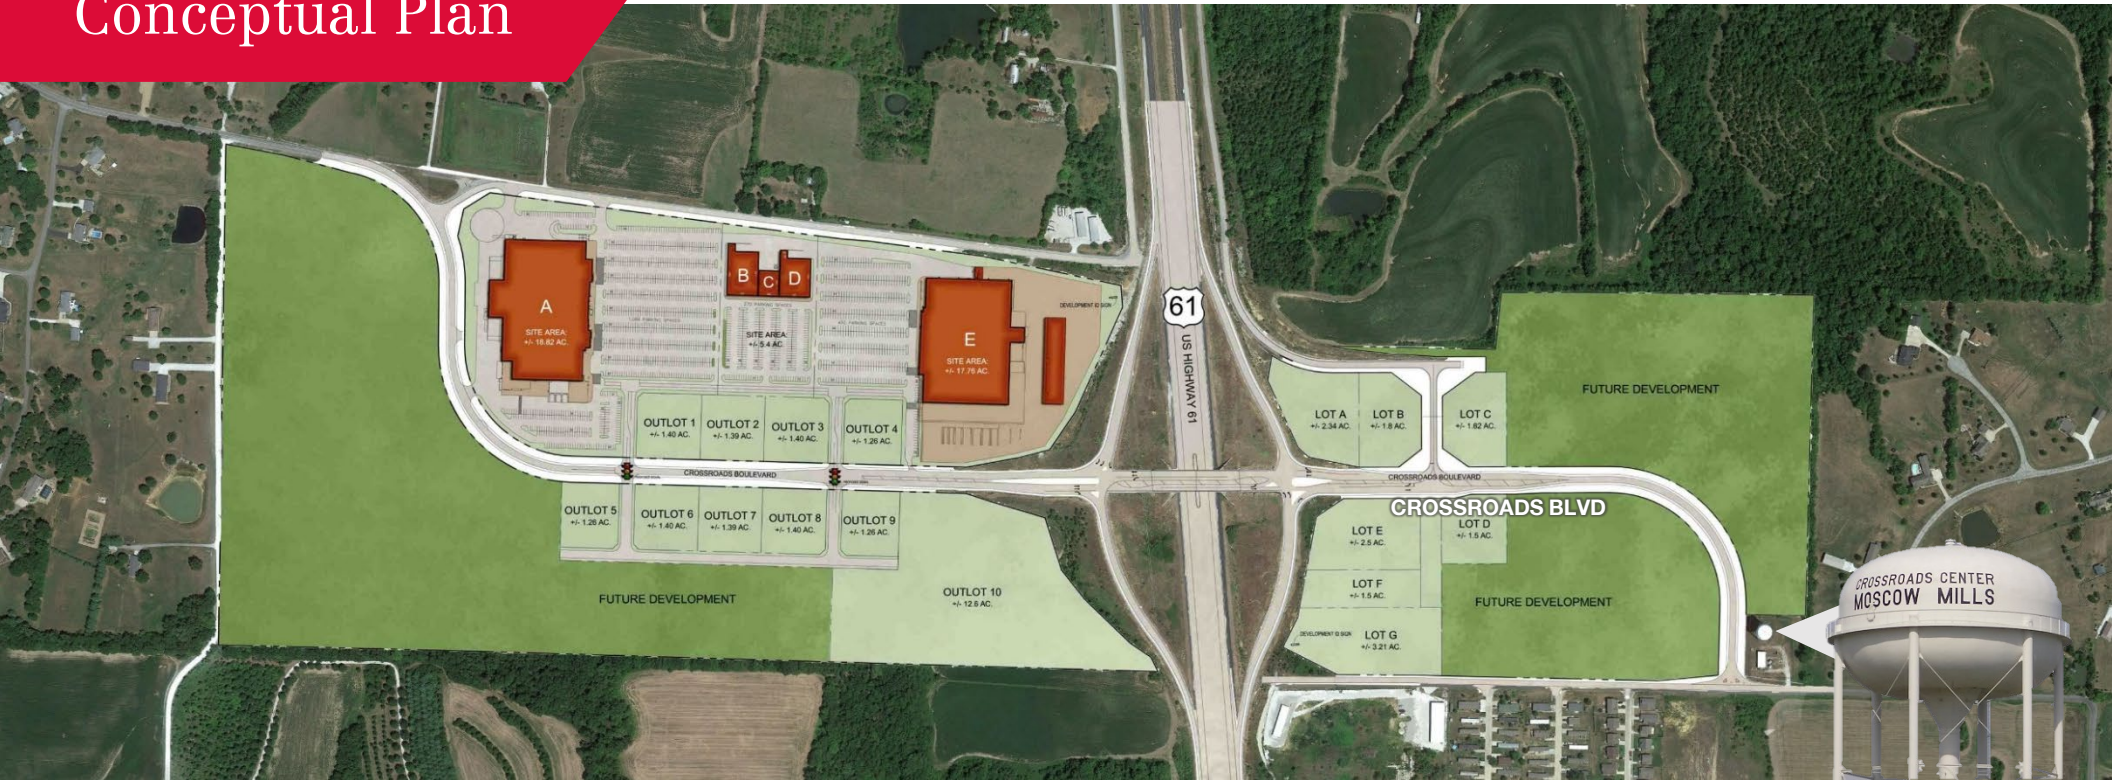 Conceptual Plan
61
US HIGHWAY 61
A
SITE AREA:
+/- 18.82 AC.
B
C
D
SITE AREA:
+/- 5.4 AC.
E
SITE AREA:
+/- 17.76 AC.
DEVELOPMENT ID SIGN
OUTLOT 1
+/- 1.40 AC.
OUTLOT 2
+/- 1.39 AC.
OUTLOT 3
+/- 1.40 AC.
OUTLOT 4
+/- 1.26 AC.
CROSSROADS BOULEVARD
OUTLOT 5
+/- 1.26 AC.
OUTLOT 6
+/- 1.40 AC.
OUTLOT 7
+/- 1.39 AC.
OUTLOT 8
+/- 1.40 AC.
OUTLOT 9
+/- 1.26 AC.
FUTURE DEVELOPMENT
OUTLOT 10
+/- 12.6 AC.
LOT A
+/- 2.34 AC.
LOT B
+/- 1.8 AC.
LOT C
+/- 1.82 AC.
FUTURE DEVELOPMENT
CROSSROADS BOULEVARD
CROSSROADS BLVD
LOT D
+/- 1.5 AC.
LOT E
+/- 2.5 AC.
LOT F
+/- 1.5 AC.
FUTURE DEVELOPMENT
DEVELOPMENT ID SIGN
LOT G
+/- 3.21 AC.
CROSSROADS CENTER
MOSCOW MILLS